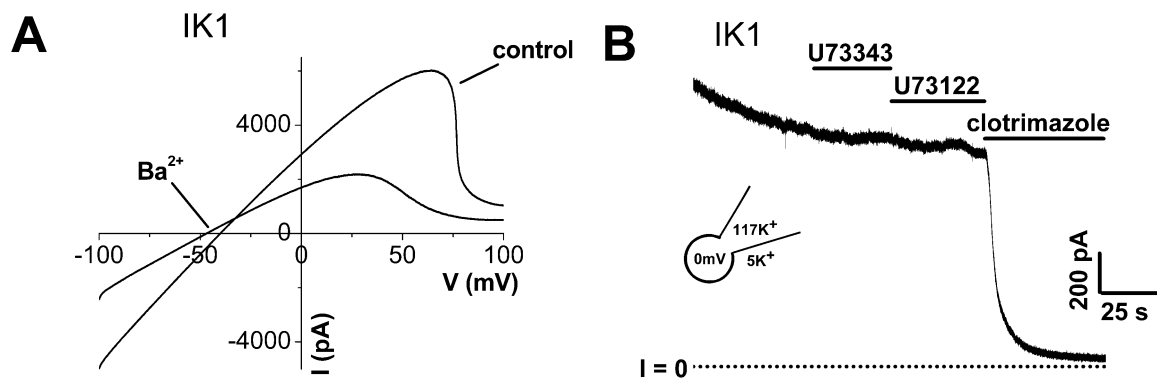 A
IK1
control
4000
Ba²⁺
0
-100
-50
0
50
100
V (mV)
-4000
I (pA)
B
IK1
U73343
U73122
clotrimazole
117K⁺
0mV
5K⁺
200 pA
25 s
I = 0